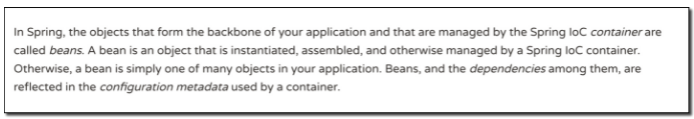 In Spring, the objects that form the backbone of your application and that are managed by the Spring IoC container are
called beans. A bean is an object that is instantiated, assembled, and otherwise managed by a Spring IoC container.
Otherwise, a bean is simply one of many objects in your application. Beans, and the dependencies among them, are
reflected in the configuration metadata used by a container.